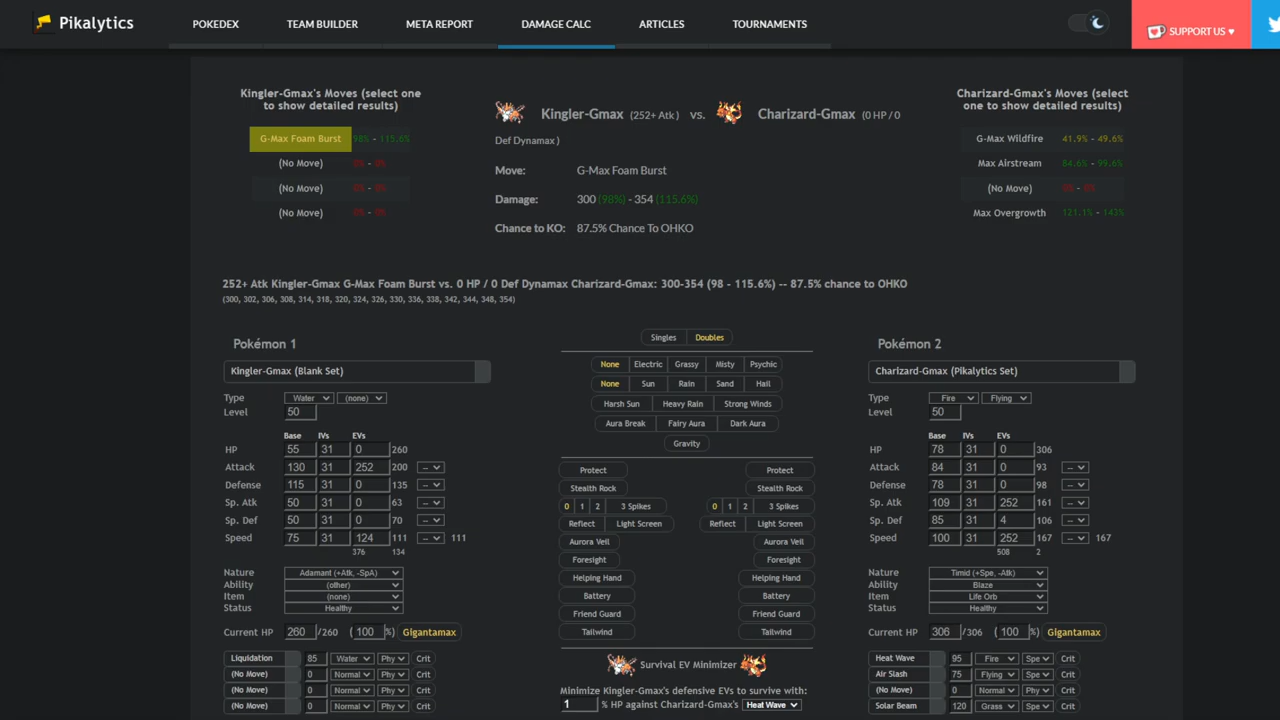 Pikalytics
POKEDEX TEAM BUILDER META REPORT DAMAGE CALC ARTICLES TOURNAMENTS
SUPPORT US ♥
Kingler-Gmax's Moves (select one
to show detailed results)
G-Max Foam Burst 98% - 115.6%
(No Move) 0% - 0%
(No Move) 0% - 0%
(No Move) 0% - 0%
Kingler-Gmax (252+ Atk ) vs. Charizard-Gmax (0 HP / 0
Def Dynamax )
Move: G-Max Foam Burst
Damage: 300 (98%) - 354 (115.6%)
Chance to KO: 87.5% Chance To OHKO
Charizard-Gmax's Moves (select
one to show detailed results)
G-Max Wildfire 41.9% - 49.6%
Max Airstream 84.6% - 99.6%
(No Move) 0% - 0%
Max Overgrowth 121.1% - 143%
252+ Atk Kingler-Gmax G-Max Foam Burst vs. 0 HP / 0 Def Dynamax Charizard-Gmax: 300-354 (98 - 115.6%) -- 87.5% chance to OHKO
(300, 302, 306, 308, 314, 318, 320, 324, 326, 330, 336, 338, 342, 344, 348, 354)
Pokémon 1
Kingler-Gmax (Blank Set)
Type Water (none)
Level 50
Base IVs EVs
HP 55 31 0 260
Attack 130 31 252 200 --
Defense 115 31 0 135 --
Sp. Atk 50 31 0 63 --
Sp. Def 50 31 0 70 --
Speed 75 31 124 111 -- 111
376 134
Nature Adamant (+Atk, -SpA)
Ability (other)
Item (none)
Status Healthy
Current HP 260 /260 ( 100 %) Gigantamax
Liquidation 85 Water Phy Crit
(No Move) 0 Normal Phy Crit
(No Move) 0 Normal Phy Crit
(No Move) 0 Normal Phy Crit
Singles Doubles
None Electric Grassy Misty Psychic
None Sun Rain Sand Hail
Harsh Sun Heavy Rain Strong Winds
Aura Break Fairy Aura Dark Aura
Gravity
Protect Protect
Stealth Rock Stealth Rock
0 1 2 3 Spikes 0 1 2 3 Spikes
Reflect Light Screen Reflect Light Screen
Aurora Veil Aurora Veil
Foresight Foresight
Helping Hand Helping Hand
Battery Battery
Friend Guard Friend Guard
Tailwind Tailwind
Survival EV Minimizer
Minimize Kingler-Gmax's defensive EVs to survive with:
1 % HP against Charizard-Gmax's Heat Wave
Pokémon 2
Charizard-Gmax (Pikalytics Set)
Type Fire Flying
Level 50
Base IVs EVs
HP 78 31 0 306
Attack 84 31 0 93 --
Defense 78 31 0 98 --
Sp. Atk 109 31 252 161 --
Sp. Def 85 31 4 106 --
Speed 100 31 252 167 -- 167
508 2
Nature Timid (+Spe, -Atk)
Ability Blaze
Item Life Orb
Status Healthy
Current HP 306 /306 ( 100 %) Gigantamax
Heat Wave 95 Fire Spe Crit
Air Slash 75 Flying Spe Crit
(No Move) 0 Normal Phy Crit
Solar Beam 120 Grass Spe Crit